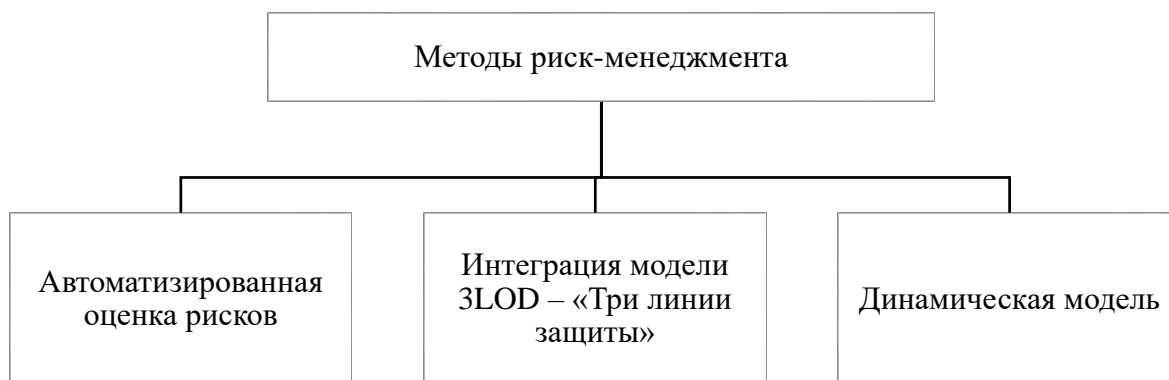 Методы риск-менеджмента
Автоматизированная
оценка рисков
Интеграция модели
3LOD – «Три линии
защиты»
Динамическая модель